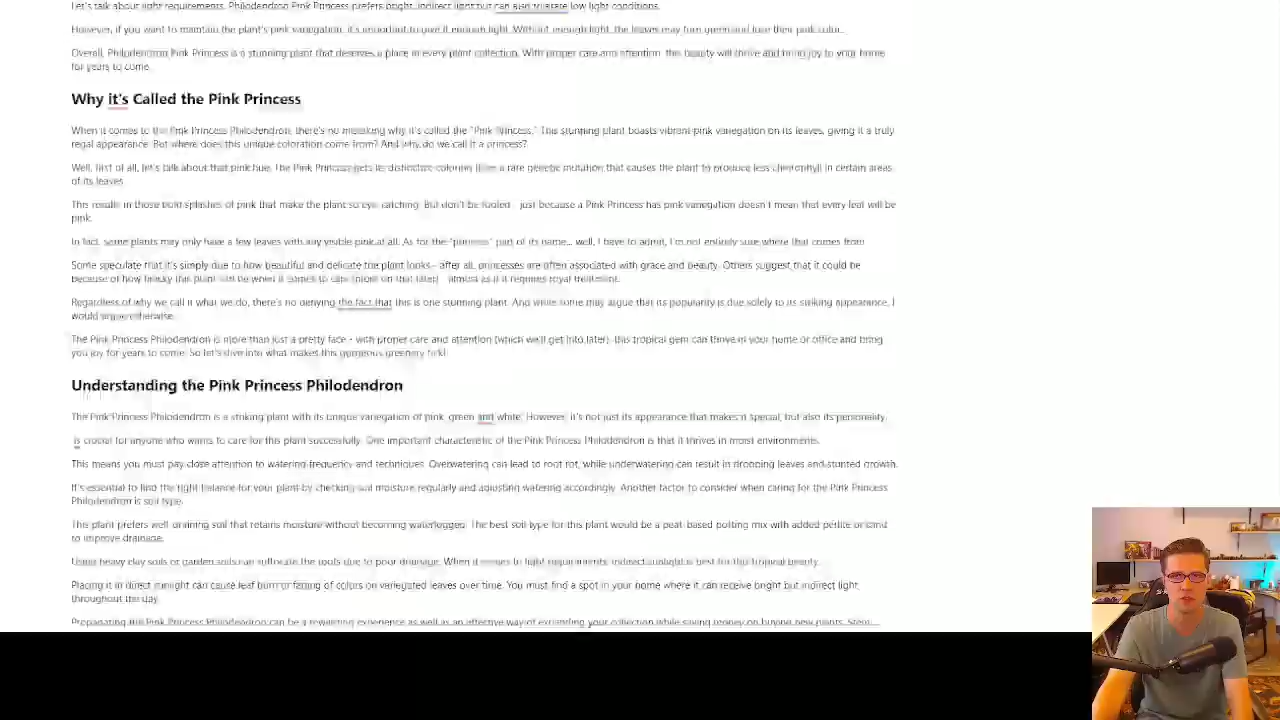 Let's talk about light requirements. Philodendron Pink Princess prefers bright, indirect light but can also tolerate low light conditions.
However, if you want to maintain the plant's pink variegation, it's important to give it enough light. Without enough light, the leaves may turn green and lose their pink color.
Overall, Philodendron Pink Princess is a stunning plant that deserves a place in every plant collection. With proper care and attention, this beauty will thrive and bring joy to your home
for years to come.
Why it's Called the Pink Princess
When it comes to the Pink Princess Philodendron, there's no mistaking why it's called the "Pink Princess." This stunning plant boasts vibrant pink variegation on its leaves, giving it a truly
regal appearance. But where does this unique coloration come from? And why do we call it a princess?
Well, first of all, let's talk about that pink hue. The Pink Princess gets its distinctive coloring from a rare genetic mutation that causes the plant to produce less chlorophyll in certain areas
of its leaves.
This results in those bold splashes of pink that make the plant so eye-catching. But don't be fooled - just because a Pink Princess has pink variegation doesn't mean that every leaf will be
pink.
In fact, some plants may only have a few leaves with any visible pink at all. As for the "princess" part of its name... well, I have to admit, I'm not entirely sure where that comes from.
Some speculate that it's simply due to how beautiful and delicate the plant looks - after all, princesses are often associated with grace and beauty. Others suggest that it could be
because of how finicky this plant can be when it comes to care (more on that later) - almost as if it requires royal treatment.
Regardless of why we call it what we do, there's no denying the fact that this is one stunning plant. And while some may argue that its popularity is due solely to its striking appearance, I
would argue otherwise.
The Pink Princess Philodendron is more than just a pretty face - with proper care and attention (which we'll get into later), this tropical gem can thrive in your home or office and bring
you joy for years to come. So let's dive into what makes this gorgeous greenery tick!
Understanding the Pink Princess Philodendron
The Pink Princess Philodendron is a striking plant with its unique variegation of pink, green and white. However, it's not just its appearance that makes it special, but also its personality.
is crucial for anyone who wants to care for this plant successfully. One important characteristic of the Pink Princess Philodendron is that it thrives in moist environments.
This means you must pay close attention to watering frequency and techniques. Overwatering can lead to root rot, while underwatering can result in drooping leaves and stunted growth.
It's essential to find the right balance for your plant by checking soil moisture regularly and adjusting watering accordingly. Another factor to consider when caring for the Pink Princess
Philodendron is soil type.
This plant prefers well-draining soil that retains moisture without becoming waterlogged. The best soil type for this plant would be a peat-based potting mix with added perlite or sand
to improve drainage.
Using heavy clay soils or garden soils can suffocate the roots due to poor drainage. When it comes to light requirements, indirect sunlight is best for this tropical beauty.
Placing it in direct sunlight can cause leaf burn or fading of colors on variegated leaves over time. You must find a spot in your home where it can receive bright but indirect light
throughout the day.
Propagating the Pink Princess Philodendron can be a rewarding experience as well as an effective way of expanding your collection while saving money on buying new plants. Stem